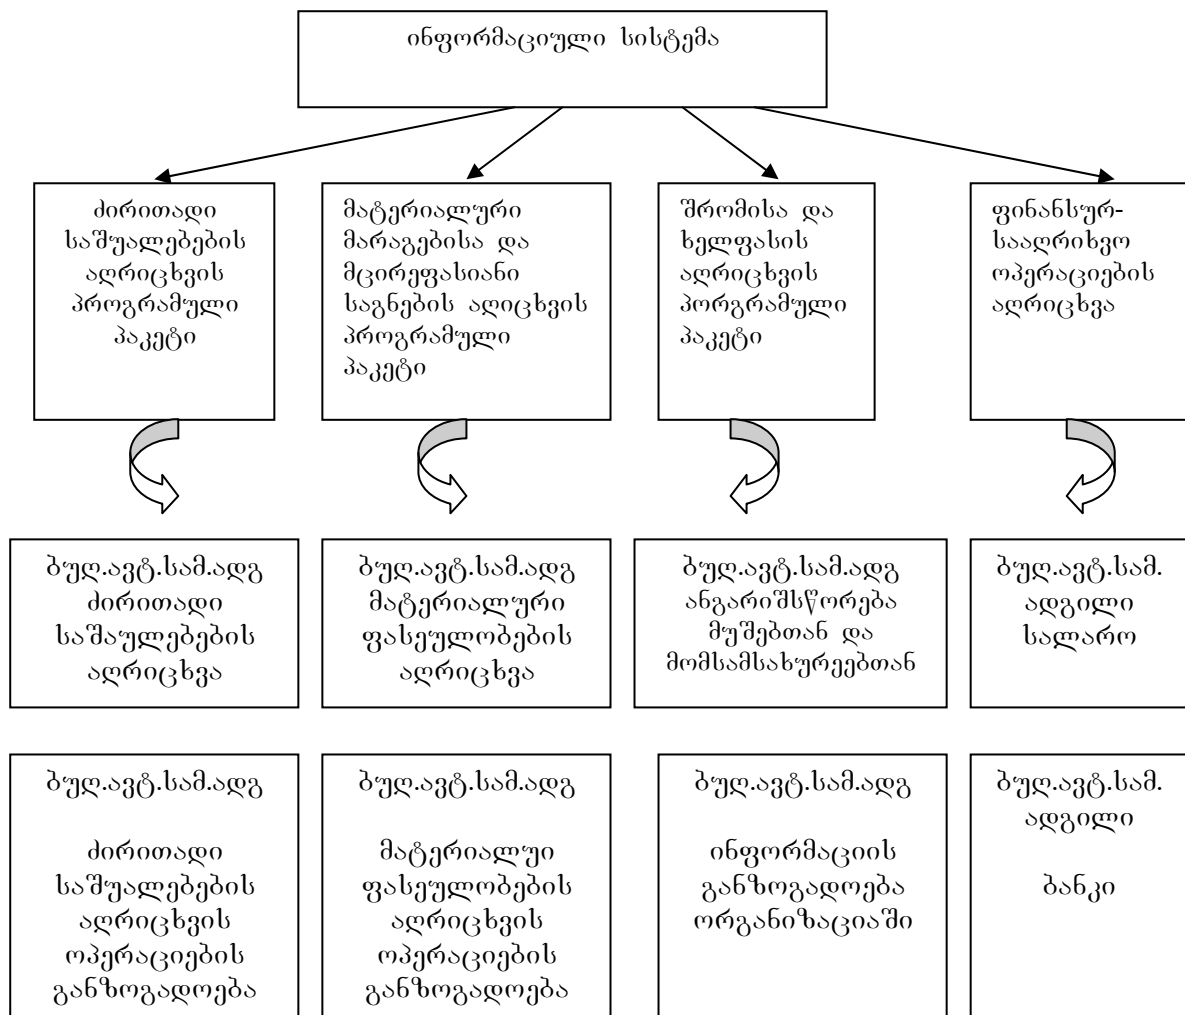 ინფორმაციული სისტემა
ძირითადი
საშუალებების
აღრიცხვის
პროგრამული
პაკეტი
მატერიალური
მარაგებისა და
მცირეფასიანი
საგნების აღიცხვის
პროგრამული
პაკეტი
შრომისა და
ხელფასის
აღრიცხვის
პორგრამული
პაკეტი
ფინანსურ-
სააღრიხვო
ოპერაციების
აღრიცხვა
ბუღ.ავტ.სამ.ადგ
ძირითადი
საშაულებების
აღრიცხვა
ბუღ.ავტ.სამ.ადგ
მატერიალური
ფასეულობების
აღრიცხვა
ბუღ.ავტ.სამ.ადგ
ანგარიშსწორება
მუშებთან და
მომსამსახურეებთან
ბუღ.ავტ.სამ.
ადგილი
სალარო
ბუღ.ავტ.სამ.ადგ
ძირითადი
საშუალებების
აღრიცხვის
ოპერაციების
განზოგადოება
ბუღ.ავტ.სამ.ადგ
მატერიალუი
ფასეულობების
აღრიცხვის
ოპერაციების
განზოგადოება
ბუღ.ავტ.სამ.ადგ
ინფორმაციის
განზოგადოება
ორგანიზაციაში
ბუღ.ავტ.სამ.
ადგილი
ბანკი